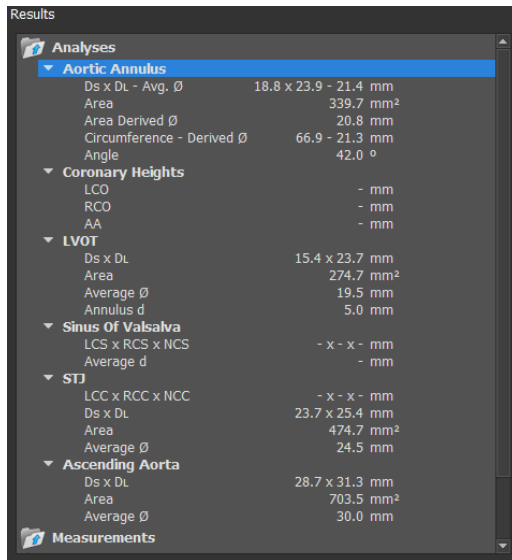 Results
Analyses
Aortic Annulus
Ds x DL - Avg. Ø 18.8 x 23.9 - 21.4 mm
Area 339.7 mm²
Area Derived Ø 20.8 mm
Circumference - Derived Ø 66.9 - 21.3 mm
Angle 42.0 º
Coronary Heights
LCO - mm
RCO - mm
AA - mm
LVOT
Ds x DL 15.4 x 23.7 mm
Area 274.7 mm²
Average Ø 19.5 mm
Annulus d 5.0 mm
Sinus Of Valsalva
LCS x RCS x NCS - x - x - mm
Average d - mm
STJ
LCC x RCC x NCC - x - x - mm
Ds x DL 23.7 x 25.4 mm
Area 474.7 mm²
Average Ø 24.5 mm
Ascending Aorta
Ds x DL 28.7 x 31.3 mm
Area 703.5 mm²
Average Ø 30.0 mm
Measurements